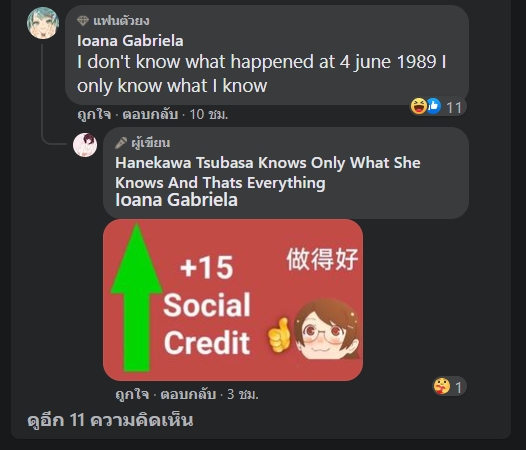 แฟนตัวยง
Ioana Gabriela
I don't know what happened at 4 june 1989 I
only know what I know
ถูกใจ · ตอบกลับ · 10 ชม.
11
ผู้เขียน
Hanekawa Tsubasa Knows Only What She
Knows And Thats Everything
Ioana Gabriela
做得好
+15
Social
Credit
ถูกใจ · ตอบกลับ · 3 ชม.
1
ดูอีก 11 ความคิดเห็น